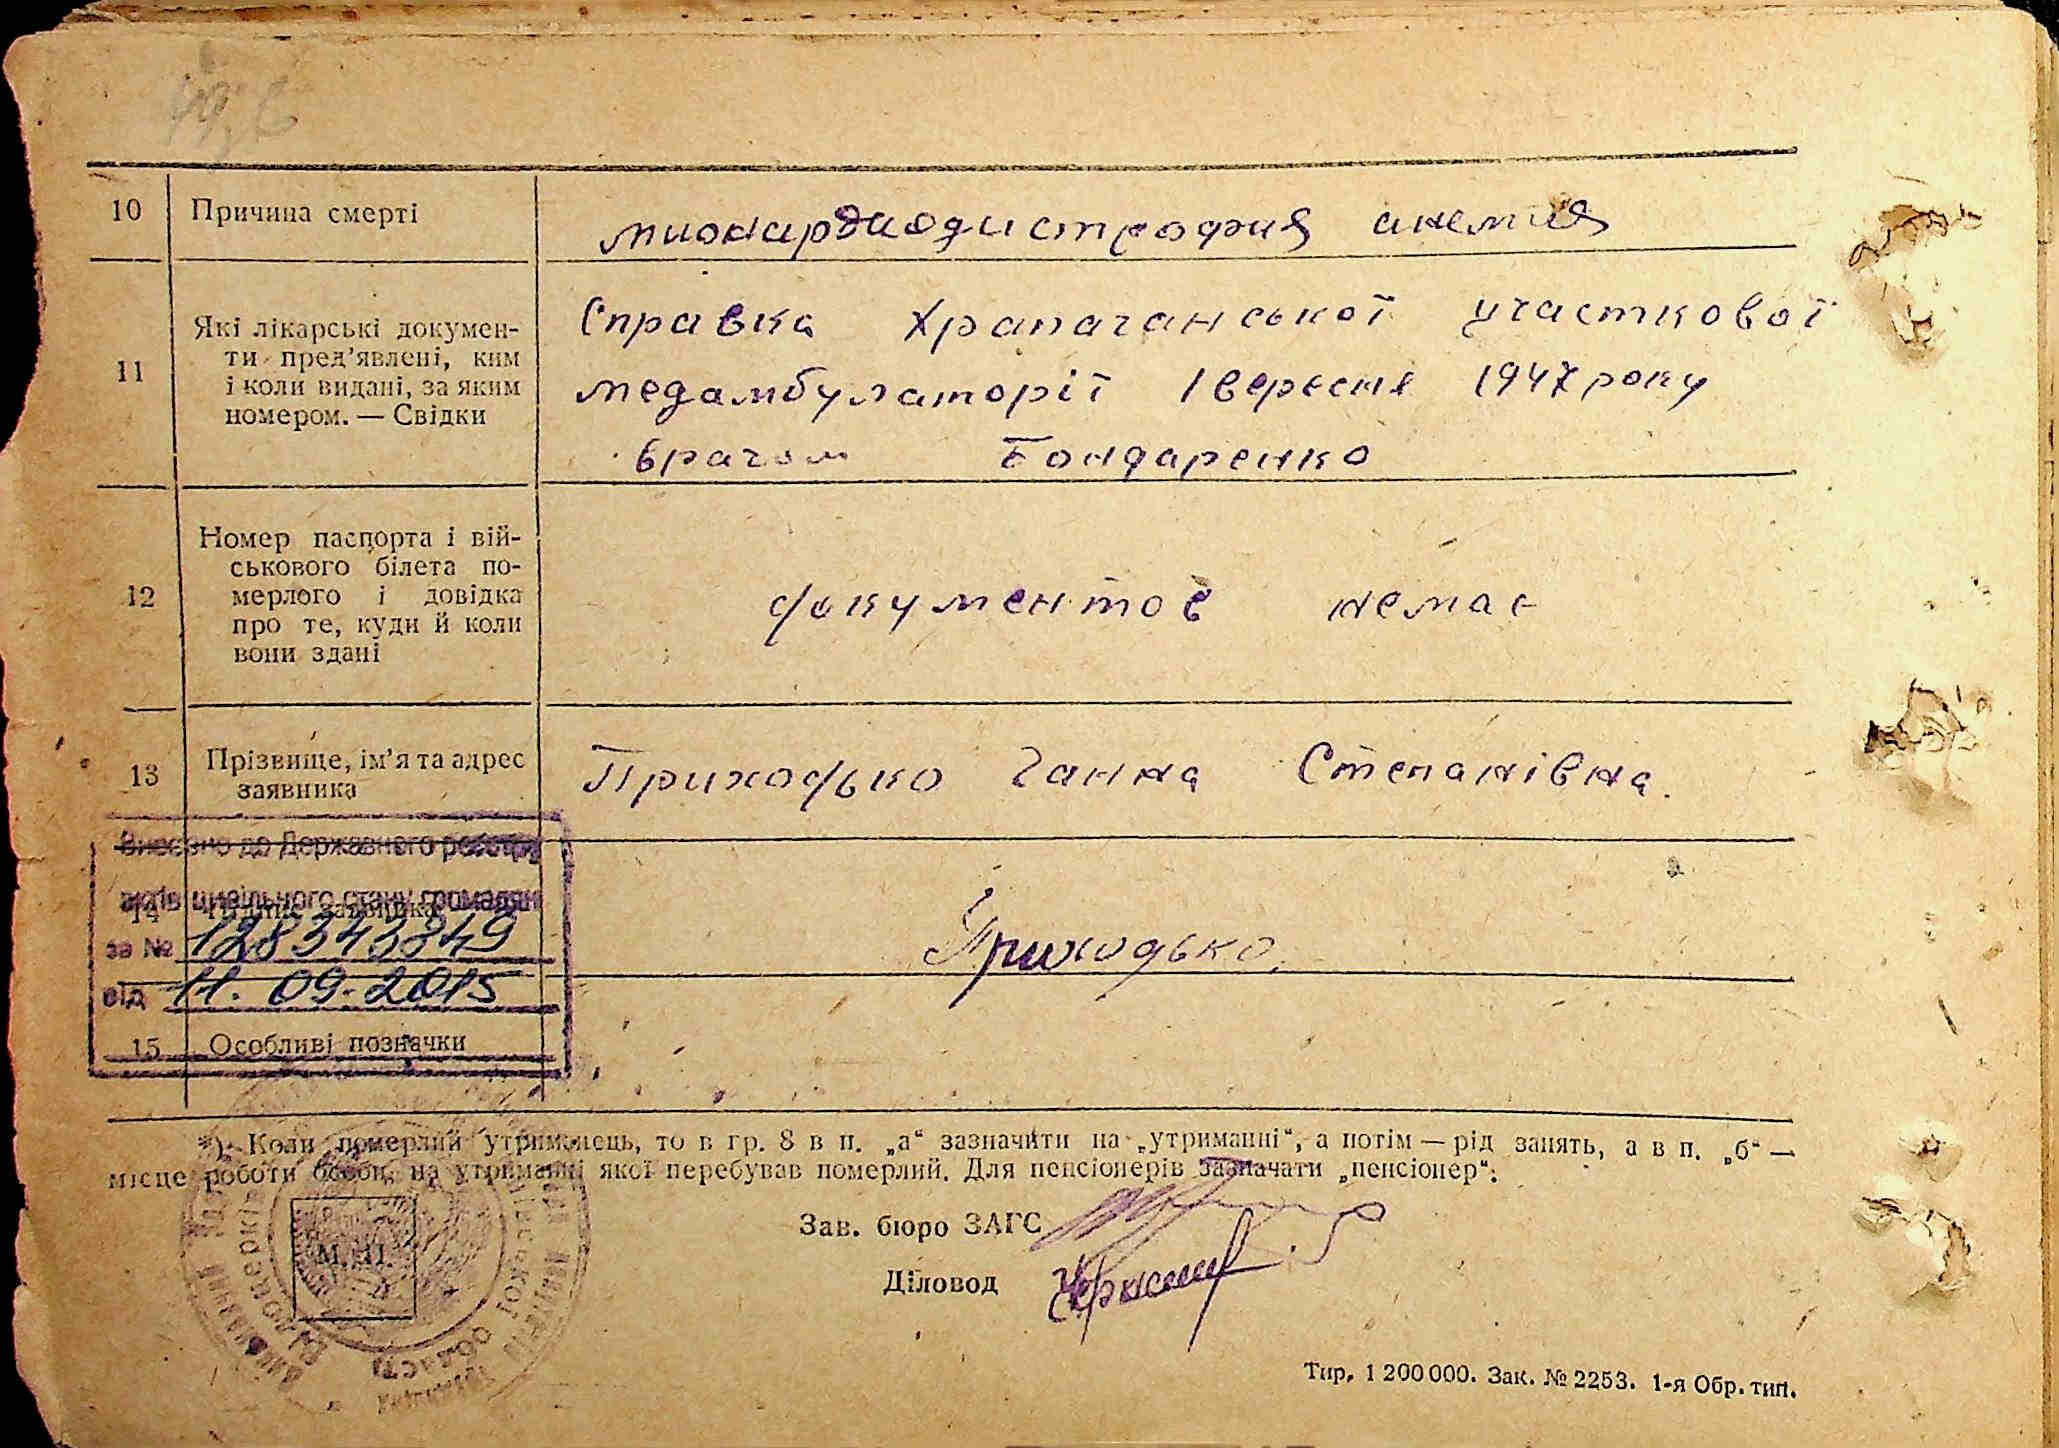 10 Причина смерті
миокардиодистрофия анемия
11 Які лікарські докумен-
ти пред’явлені, ким
і коли видані, за яким
номером. — Свідки
Справка Храпачанської участкової
медамбулаторії 1 вересня 1947 року
врачом Бондаренко
12 Номер паспорта і вій-
ськового білета по-
мерлого і довідка
про те, куди й коли
вони здані
документов немає
13 Прізвище, ім’я та адрес
заявника
Приходько Ганна Степанівна.
Внесено до Державного реєстру
актів цивільного стану громадян
14 Підпис заявника
Приходько
за № 128343849
від 11.09.2015
15 Особливі позначки
*) Коли померлий утриманець, то в гр. 8 в п. „а“ зазначити на „утриманні“, а потім — рід занять, а в п. „б“ —
місце роботи особи, на утриманні якої перебував померлий. Для пенсіонерів зазначати „пенсіонер“.
Зав. бюро ЗАГС
Діловод
М. П.
області
Тир. 1 200 000. Зак. № 2253. 1-я Обр. тип.